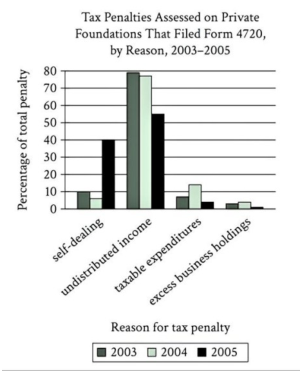 Tax Penalties Assessed on Private
Foundations That Filed Form 4720,
by Reason, 2003–2005
Percentage of total penalty
80
70
60
50
40
30
20
10
0
self-dealing
undistributed income
taxable expenditures
excess business holdings
Reason for tax penalty
2003 2004 2005